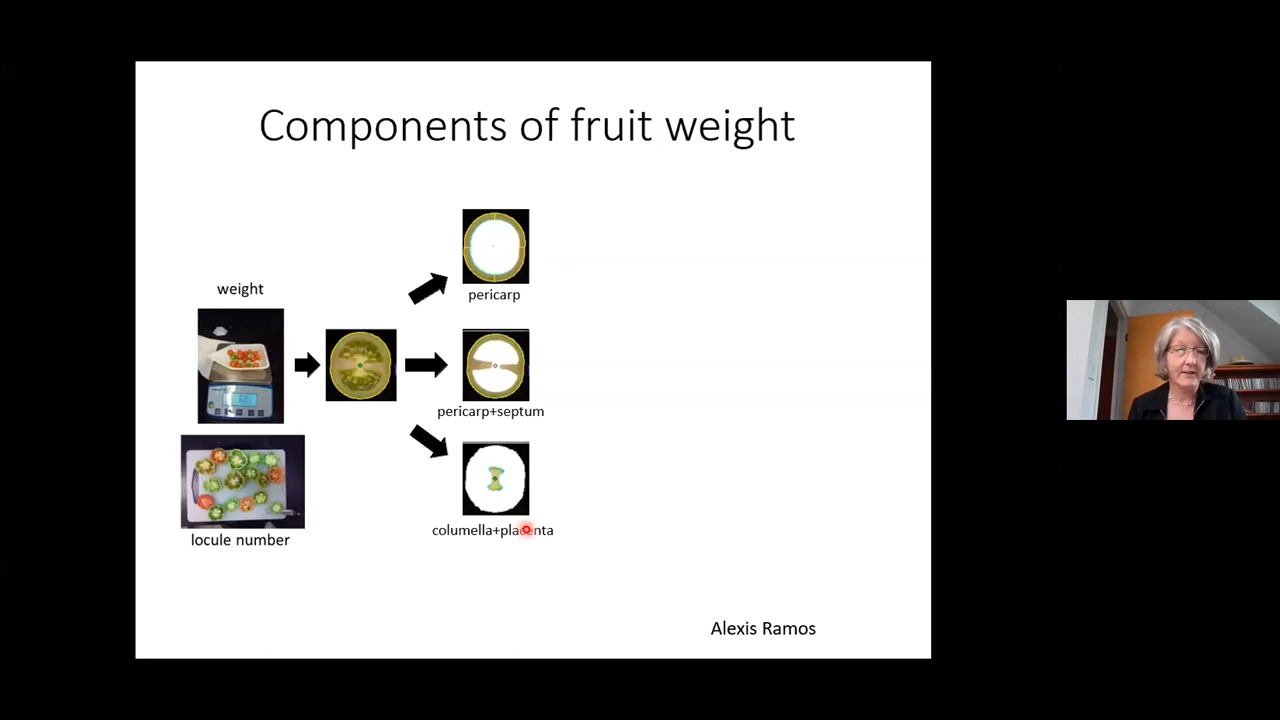 Components of fruit weight
weight
pericarp
pericarp+septum
columella+placenta
locule number
Alexis Ramos